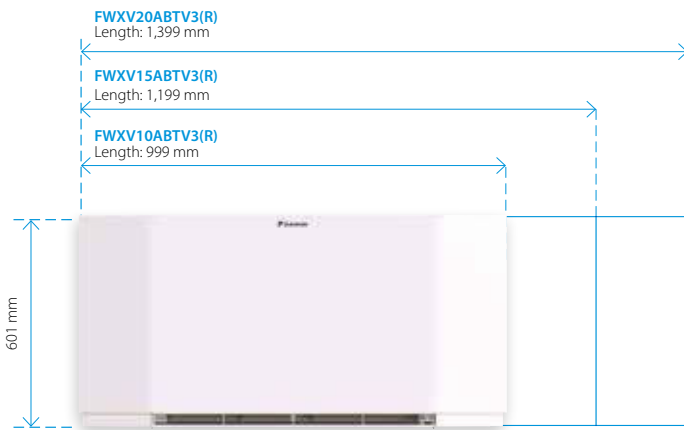 FWXV20ABTV3(R)
Length: 1,399 mm
FWXV15ABTV3(R)
Length: 1,199 mm
FWXV10ABTV3(R)
Length: 999 mm
601 mm